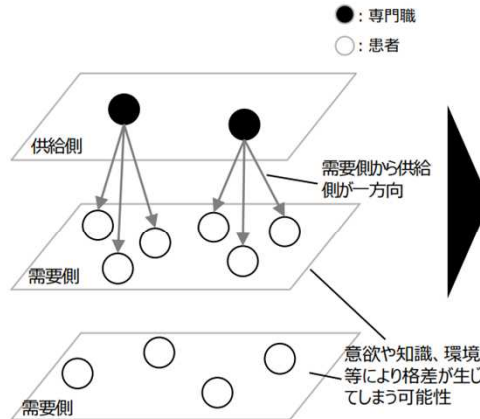 ●：専門職
○：患者
供給側
需要側から供給
側が一方向
需要側
意欲や知識、環境
等により格差が生じ
てしまう可能性
需要側